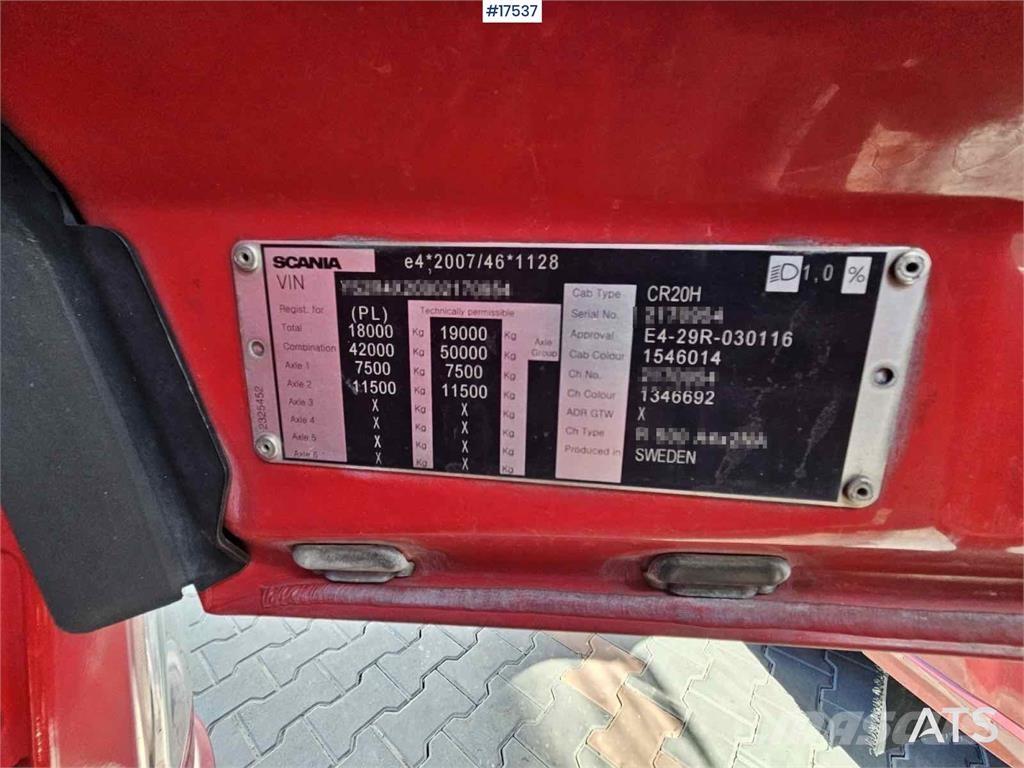 #17537
SCANIA e4*2007/46*1128
1,0 %
VIN
Regist. for (PL) Technically permissible
Total 18000 Kg 19000 Kg
Combination 42000 Kg 50000 Kg
Axle 1 7500 Kg 7500 Kg
Axle 2 11500 Kg 11500 Kg
Axle 3 X Kg X Kg
Axle 4 X Kg X Kg
Axle 5 X Kg X Kg
Axle 6 X Kg X Kg
Axle Group
2325452
Cab Type CR20H
Serial No.
Approval E4-29R-030116
Cab Colour 1546014
Ch No.
Ch Colour 1346692
ADR GTW X
Ch Type
Produced in SWEDEN
ATS